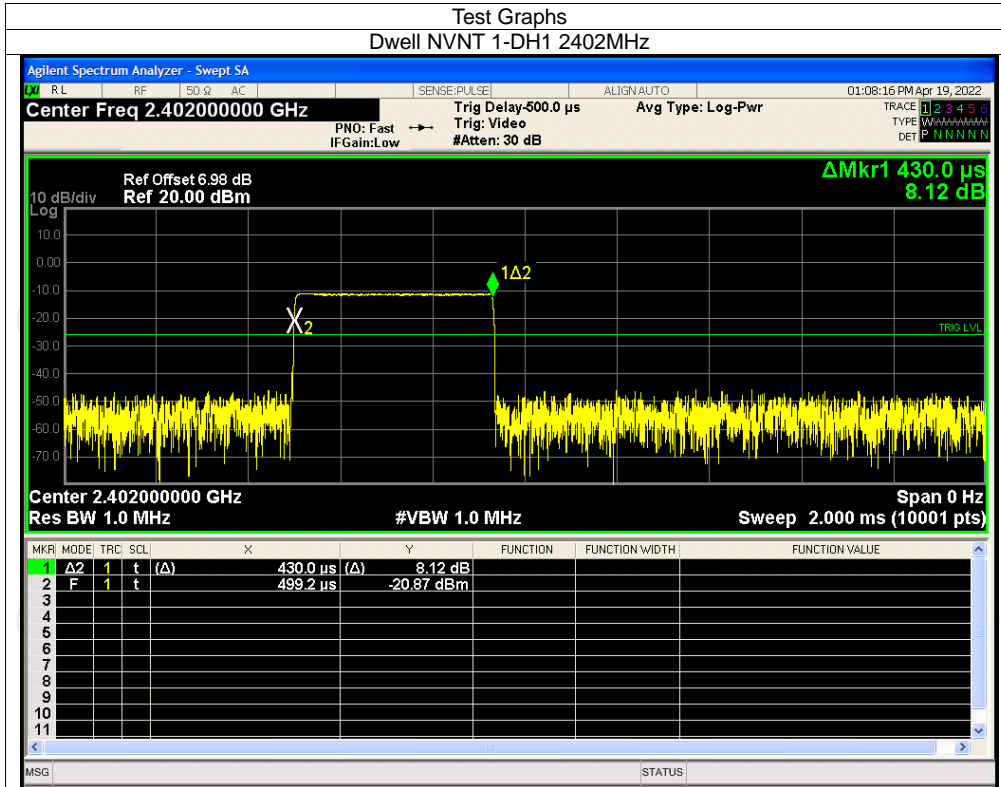 Test Graphs
Dwell NVNT 1-DH1 2402MHz
Agilent Spectrum Analyzer - Swept SA
LXI RL RF 50 Ω AC SENSE:PULSE ALIGN AUTO 01:08:16 PM Apr 19, 2022
Center Freq 2.402000000 GHz Trig Delay-500.0 µs Avg Type: Log-Pwr TRACE 1 2 3 4 5 6
PNO: Fast Trig: Video TYPE WWWWWW
IFGain:Low #Atten: 30 dB DET P N N N N N
ΔMkr1 430.0 µs
Ref Offset 6.98 dB
8.12 dB
10 dB/div Ref 20.00 dBm
Log
10.0
0.00
1Δ2
-10.0
-20.0
X2
TRIG LVL
-30.0
-40.0
-50.0
-60.0
-70.0
Center 2.402000000 GHz Span 0 Hz
Res BW 1.0 MHz #VBW 1.0 MHz Sweep 2.000 ms (10001 pts)
MKR MODE TRC SCL X Y FUNCTION FUNCTION WIDTH FUNCTION VALUE
1 Δ2 1 t (Δ) 430.0 µs (Δ) 8.12 dB
2 F 1 t 499.2 µs -20.87 dBm
3
4
5
6
7
8
9
10
11
MSG STATUS